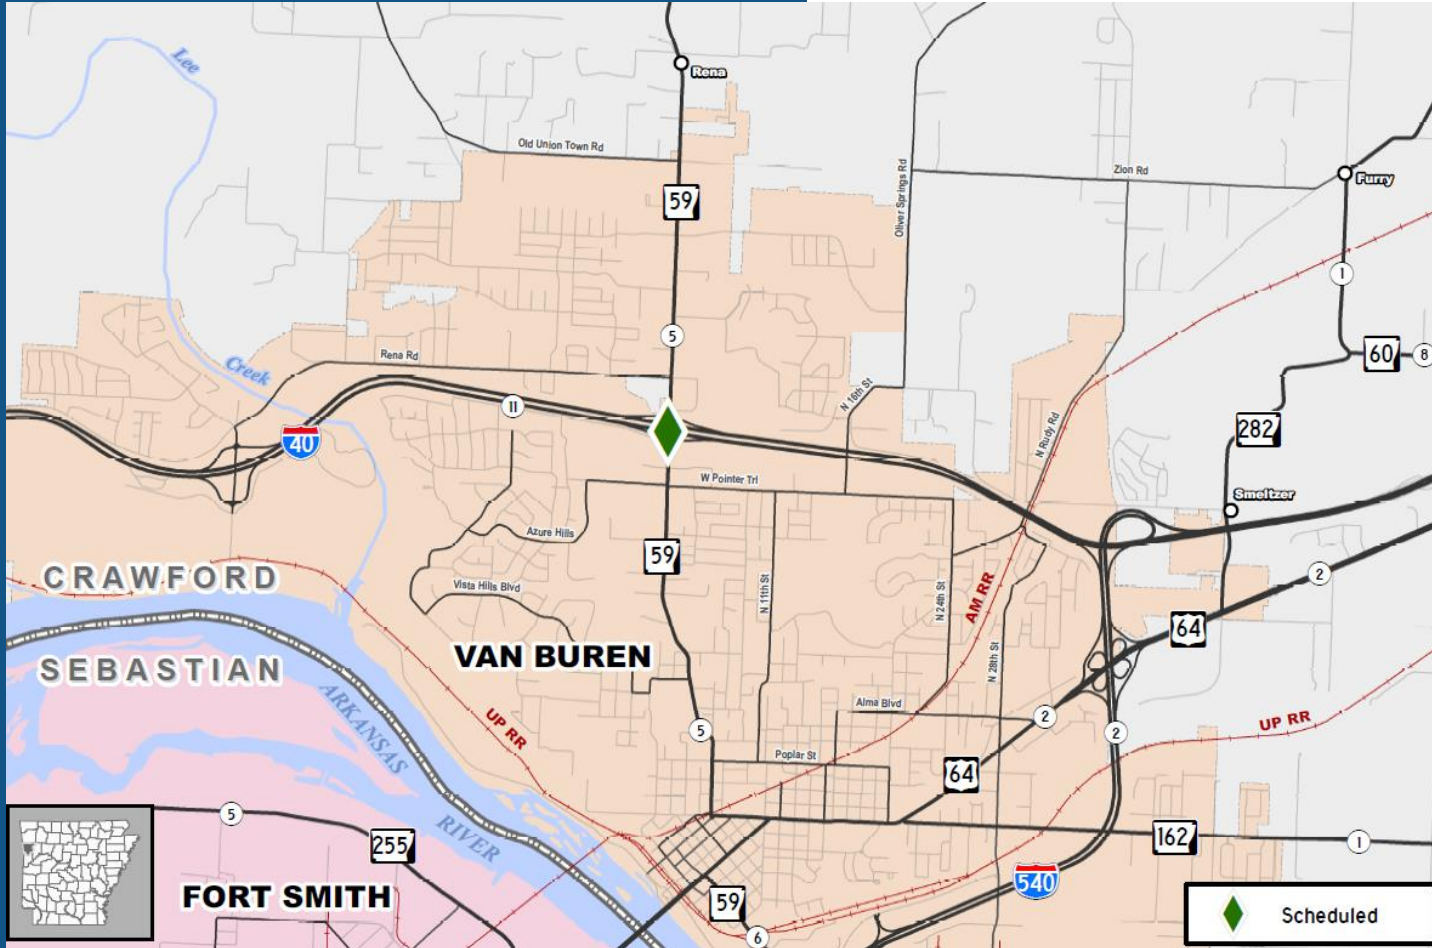 Lee
Rena
Old Union Town Rd
Oliver Springs Rd
Zion Rd
Furry
59
1
5
Rena Rd
Creek
60
8
11
N 16th St
40
282
N Rudy Rd
W Pointer Trl
Smeltzer
Azure Hills
59
CRAWFORD
Vista Hills Blvd
N 11th St
N 24th St
AM RR
2
64
SEBASTIAN
VAN BUREN
N 28th St
ARKANSAS
RIVER
UP RR
Alma Blvd
2
UP RR
5
2
Poplar St
64
5
255
162
1
FORT SMITH
59
540
6
Scheduled